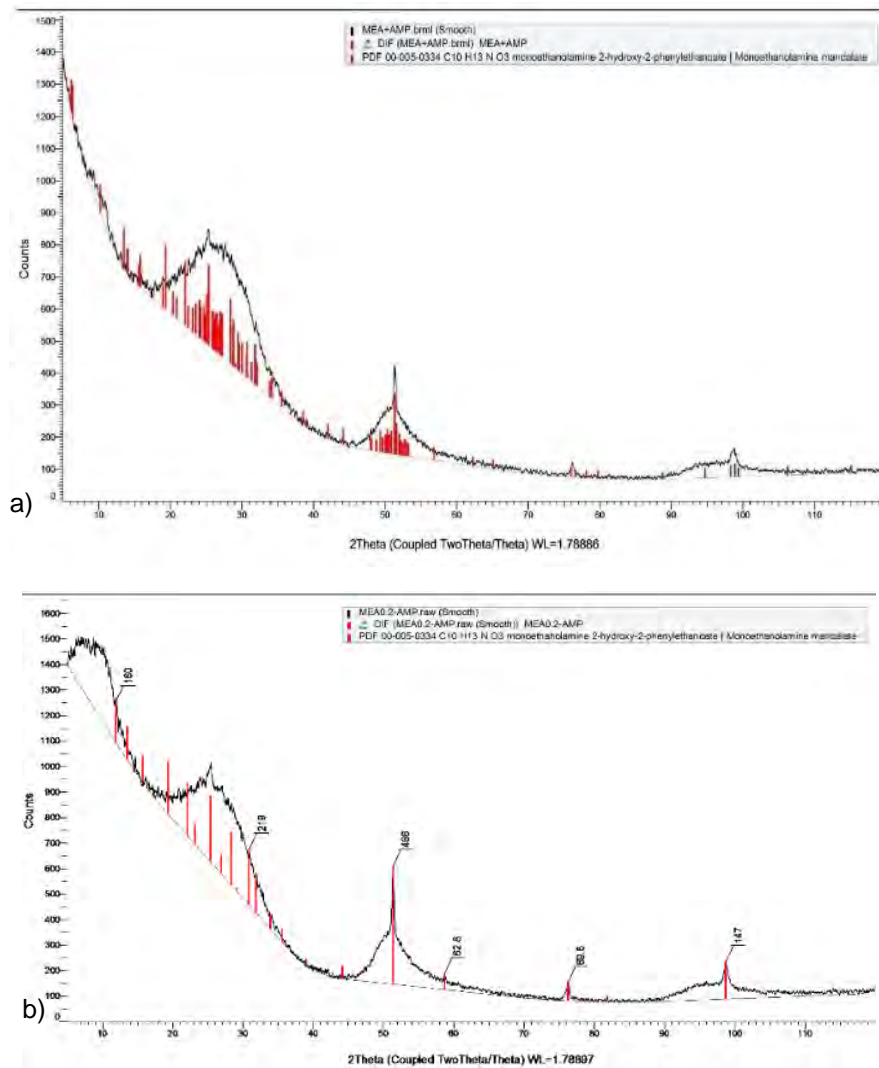 1500
1400
1300
1200
1100
1000
900
800
700
600
500
400
300
200
100
0
Counts
MEA+AMP.brml (Smooth)
DIF (MEA+AMP.brml) MEA+AMP
PDF 00-005-0334 C10 H13 N O3 monoethanolamine 2-hydroxy-2-phenylethanoate | Monoethanolamine mandalate
a)
10 20 30 40 50 60 70 80 90 100 110
2Theta (Coupled TwoTheta/Theta) WL=1.78886
1600
1500
1400
1300
1200
1100
1000
900
800
700
600
500
400
300
200
100
0
Counts
MEA0.2-AMP.raw (Smooth)
DIF (MEA0.2-AMP.raw (Smooth)) MEA0.2-AMP
PDF 00-005-0334 C10 H13 N O3 monoethanolamine 2-hydroxy-2-phenylethanoate | Monoethanolamine mandalate
160
219
62.8
147
b)
10 20 30 40 50 60 70 80 90 100 110
2Theta (Coupled TwoTheta/Theta) WL=1.78897